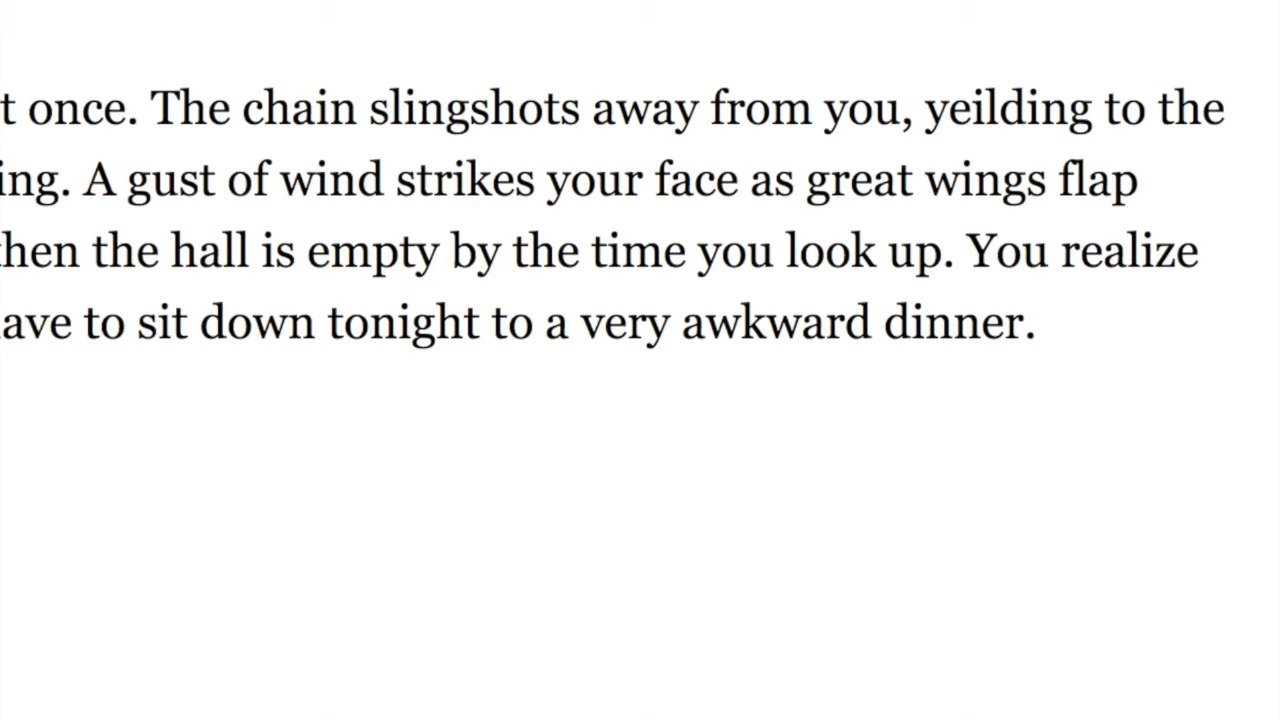 t once. The chain slingshots away from you, yeilding to the
ing. A gust of wind strikes your face as great wings flap
then the hall is empty by the time you look up. You realize
ave to sit down tonight to a very awkward dinner.